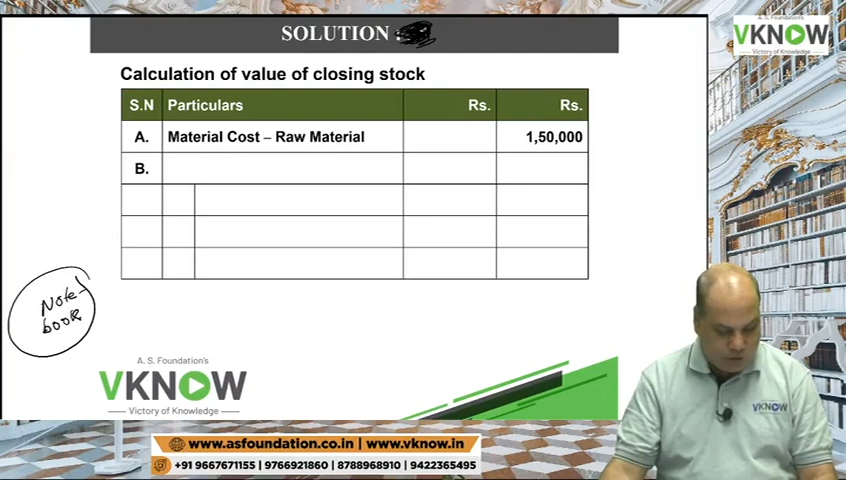 SOLUTION :
A. S. Foundation's
VKNOW
Victory of Knowledge
Calculation of value of closing stock
S.N Particulars Rs. Rs.
A. Material Cost – Raw Material 1,50,000
B.
Note
book
A. S. Foundation's
VKNOW
Victory of Knowledge
VKNOW
www.asfoundation.co.in | www.vknow.in
+91 9667671155 | 9766921860 | 8788968910 | 9422365495